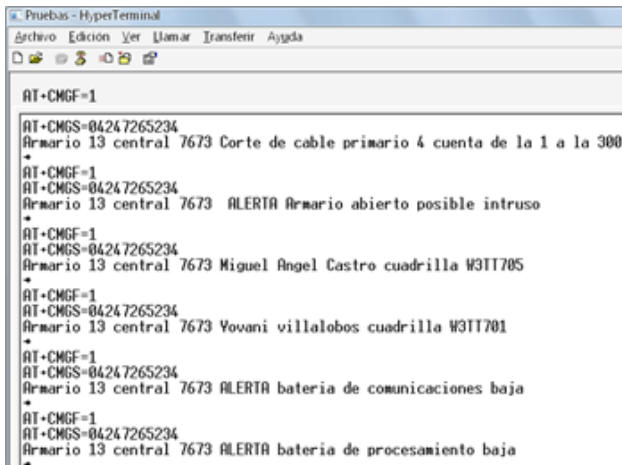 Pruebas - HyperTerminal
Archivo Edición Ver Llamar Transferir Ayuda
AT+CMGF=1
AT+CMGS=04247265234
Armario 13 central 7673 Corte de cable primario 4 cuenta de la 1 a la 300
AT+CMGF=1
AT+CMGS=04247265234
Armario 13 central 7673  ALERTA Armario abierto posible intruso
AT+CMGF=1
AT+CMGS=04247265234
Armario 13 central 7673 Miguel Angel Castro cuadrilla W3TT705
AT+CMGF=1
AT+CMGS=04247265234
Armario 13 central 7673 Yovani villalobos cuadrilla W3TT701
AT+CMGF=1
AT+CMGS=04247265234
Armario 13 central 7673 ALERTA bateria de comunicaciones baja
AT+CMGF=1
AT+CMGS=04247265234
Armario 13 central 7673 ALERTA bateria de procesamiento baja